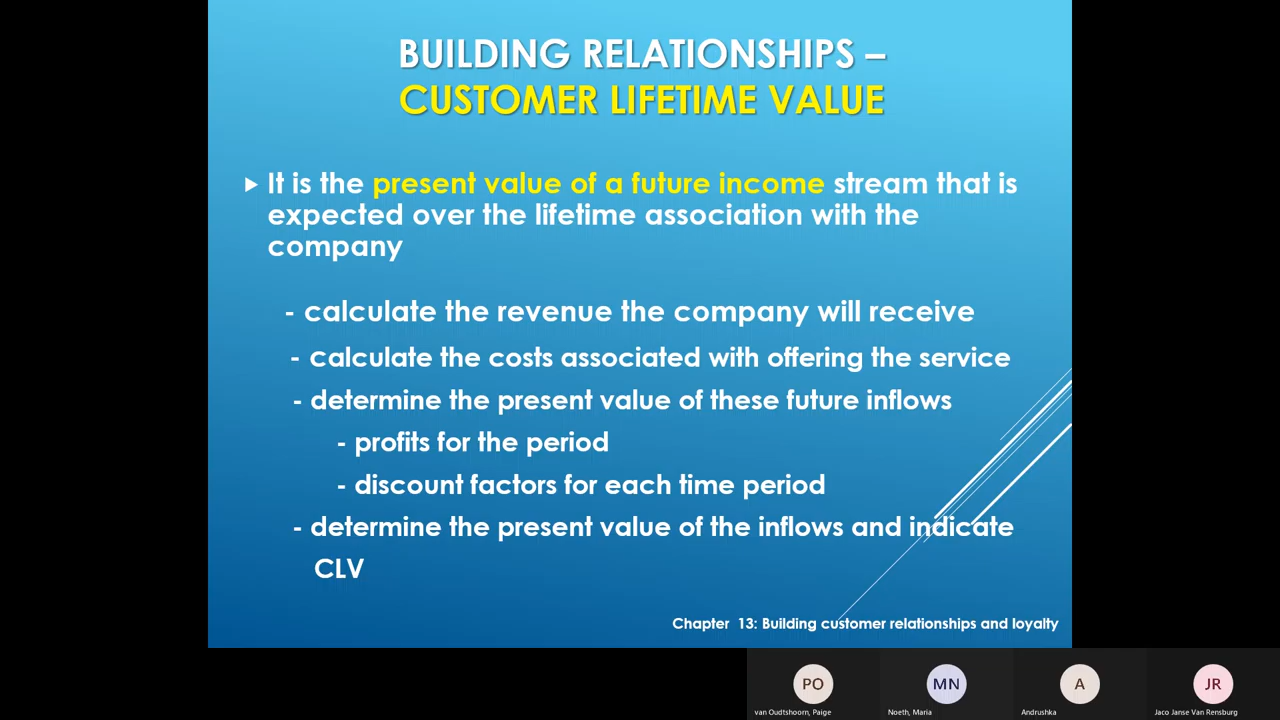 BUILDING RELATIONSHIPS –
CUSTOMER LIFETIME VALUE
It is the present value of a future income stream that is
expected over the lifetime association with the
company
- calculate the revenue the company will receive
- calculate the costs associated with offering the service
- determine the present value of these future inflows
- profits for the period
- discount factors for each time period
- determine the present value of the inflows and indicate
CLV
Chapter 13: Building customer relationships and loyalty
PO MN A JR
van Oudtshoorn, Paige Noeth, Maria Andrushka Jaco Janse Van Rensburg